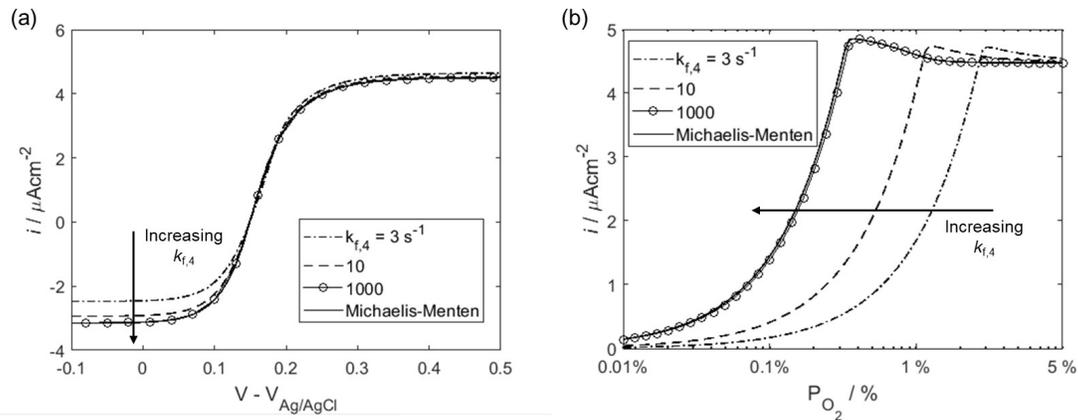 (a)
6
4
2
0
-2
-4
i / μAcm⁻²
Increasing
k_f,4
k_f,4 = 3 s⁻¹
10
1000
Michaelis-Menten
-0.1 0 0.1 0.2 0.3 0.4 0.5
V - V_Ag/AgCl
(b)
5
4
3
2
1
0
i / μAcm⁻²
k_f,4 = 3 s⁻¹
10
1000
Michaelis-Menten
Increasing
k_f,4
0.01% 0.1% 1 % 5 %
P_O₂ / %